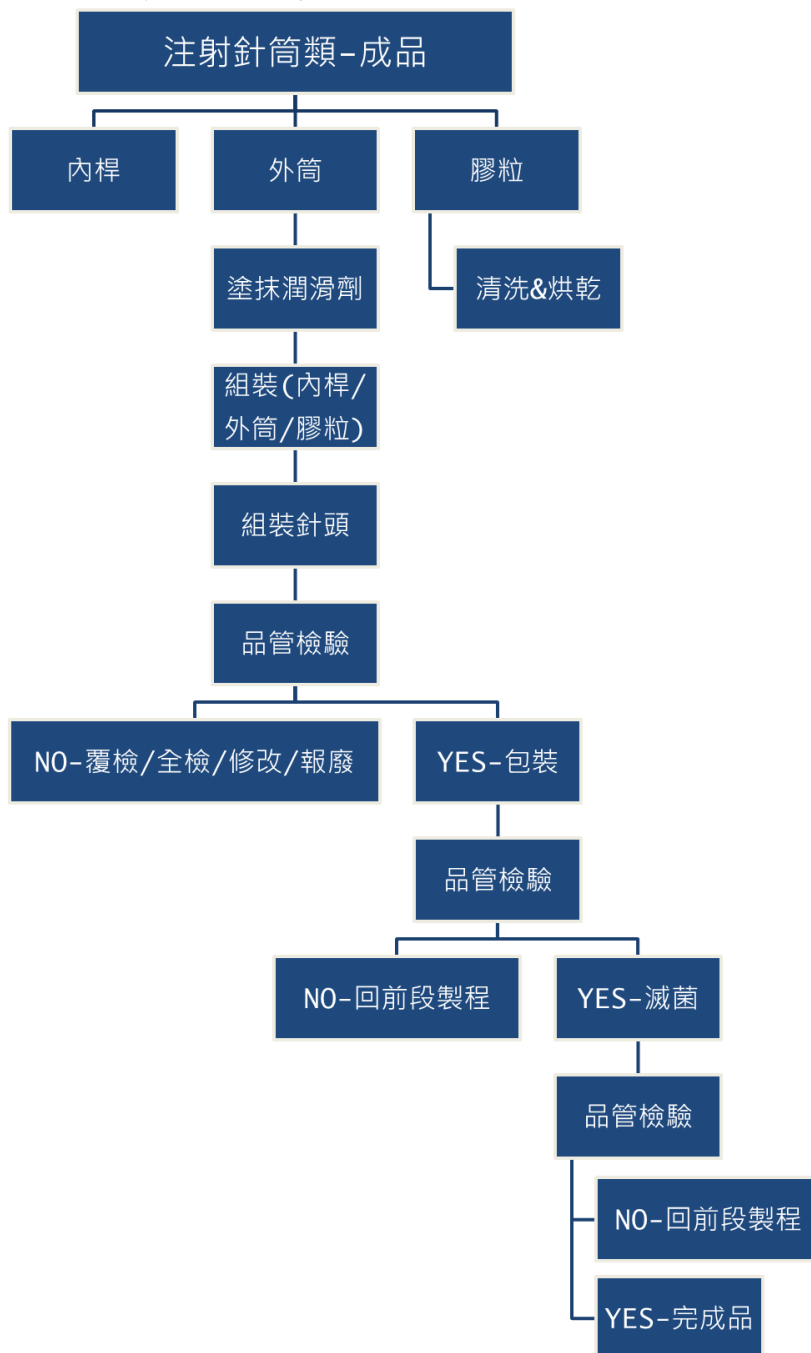 注射針筒類-成品
內桿
外筒
膠粒
塗抹潤滑劑
清洗&烘乾
組裝(內桿/
外筒/膠粒)
組裝針頭
品管檢驗
NO-覆檢/全檢/修改/報廢
YES-包裝
品管檢驗
NO-回前段製程
YES-滅菌
品管檢驗
NO-回前段製程
YES-完成品